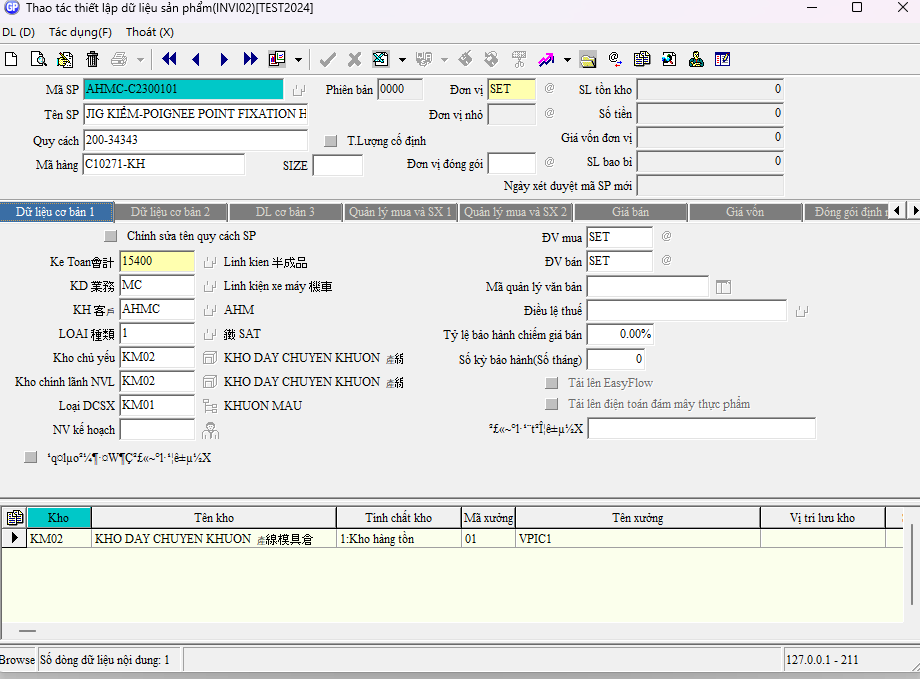 Thao tác thiết lập dữ liệu sản phẩm(INVI02)[TEST2024]
DL (D) Tác dụng(F) Thoát (X)
Mã SP AHMC-C2300101 Phiên bản 0000 Đơn vị SET @ SL tồn kho 0
Tên SP JIG KIỂM-POIGNEE POINT FIXATION H Đơn vị nhỏ @ Số tiền 0
Quy cách 200-34343 T.Lượng cố định Giá vốn đơn vị 0
Mã hàng C10271-KH SIZE Đơn vị đóng gói @ SL bao bì 0
Ngày xét duyệt mã SP mới
Dữ liệu cơ bản 1 Dữ liệu cơ bản 2 DL cơ bản 3 Quản lý mua và SX 1 Quản lý mua và SX 2 Giá bán Giá vốn Đóng gói định
Chỉnh sửa tên quy cách SP ĐV mua SET @
Ke Toan會計 15400 Linh kien 半成品 ĐV bán SET @
KD 業務 MC Linh kiện xe máy 機車 Mã quản lý văn bản
KH 客戶 AHMC AHM Điều lệ thuế
LOAI 種類 1 鐵 SAT Tỷ lệ bảo hành chiếm giá bán 0.00%
Kho chủ yếu KM02 KHO DAY CHUYEN KHUON 產線 Số kỳ bảo hành(Số tháng) 0
Kho chính lãnh NVL KM02 KHO DAY CHUYEN KHUON 產線 Tải lên EasyFlow
Loại DCSX KM01 KHUON MAU Tải lên điện toán đám mây thực phẩm
NV kế hoạch ²£«~°ï·¹¨t²Î¦ê±µ½X
¹q¤lµo²¼¶·¤W¶Ç²£«~°ï·¹¦ê±µ½X
Kho Tên kho Tính chất kho Mã xưởng Tên xưởng Vị trí lưu kho
KM02 KHO DAY CHUYEN KHUON 產線模具倉 1:Kho hàng tồn 01 VPIC1
Browse Số dòng dữ liệu nội dung: 1 127.0.0.1 - 211